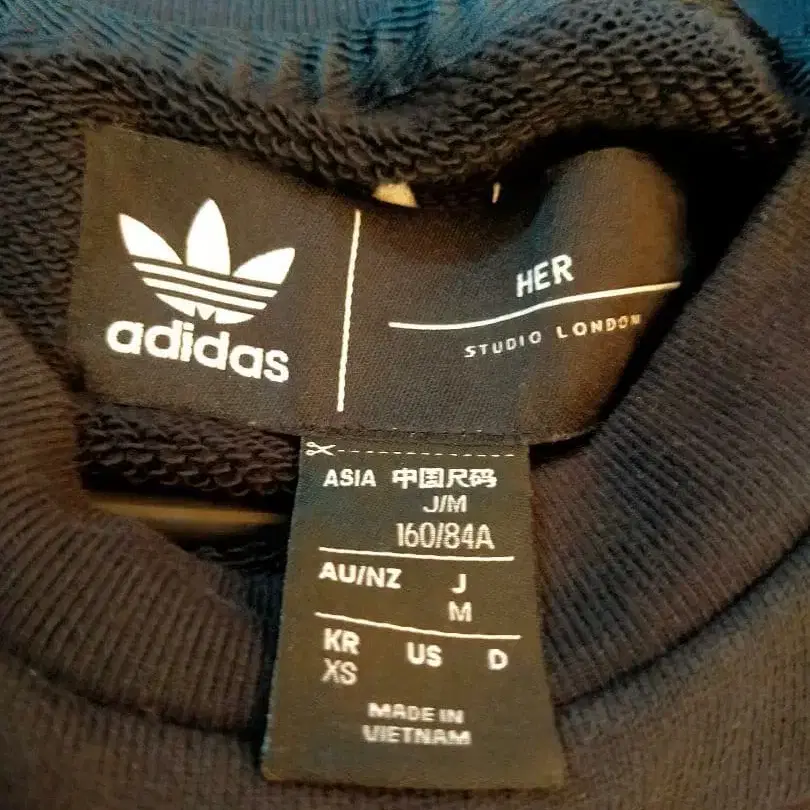 adidas
HER
STUDIO LONDON
ASIA 中国尺码
J/M
160/84A
AU/NZ J
M
KR US D
XS
MADE IN
VIETNAM